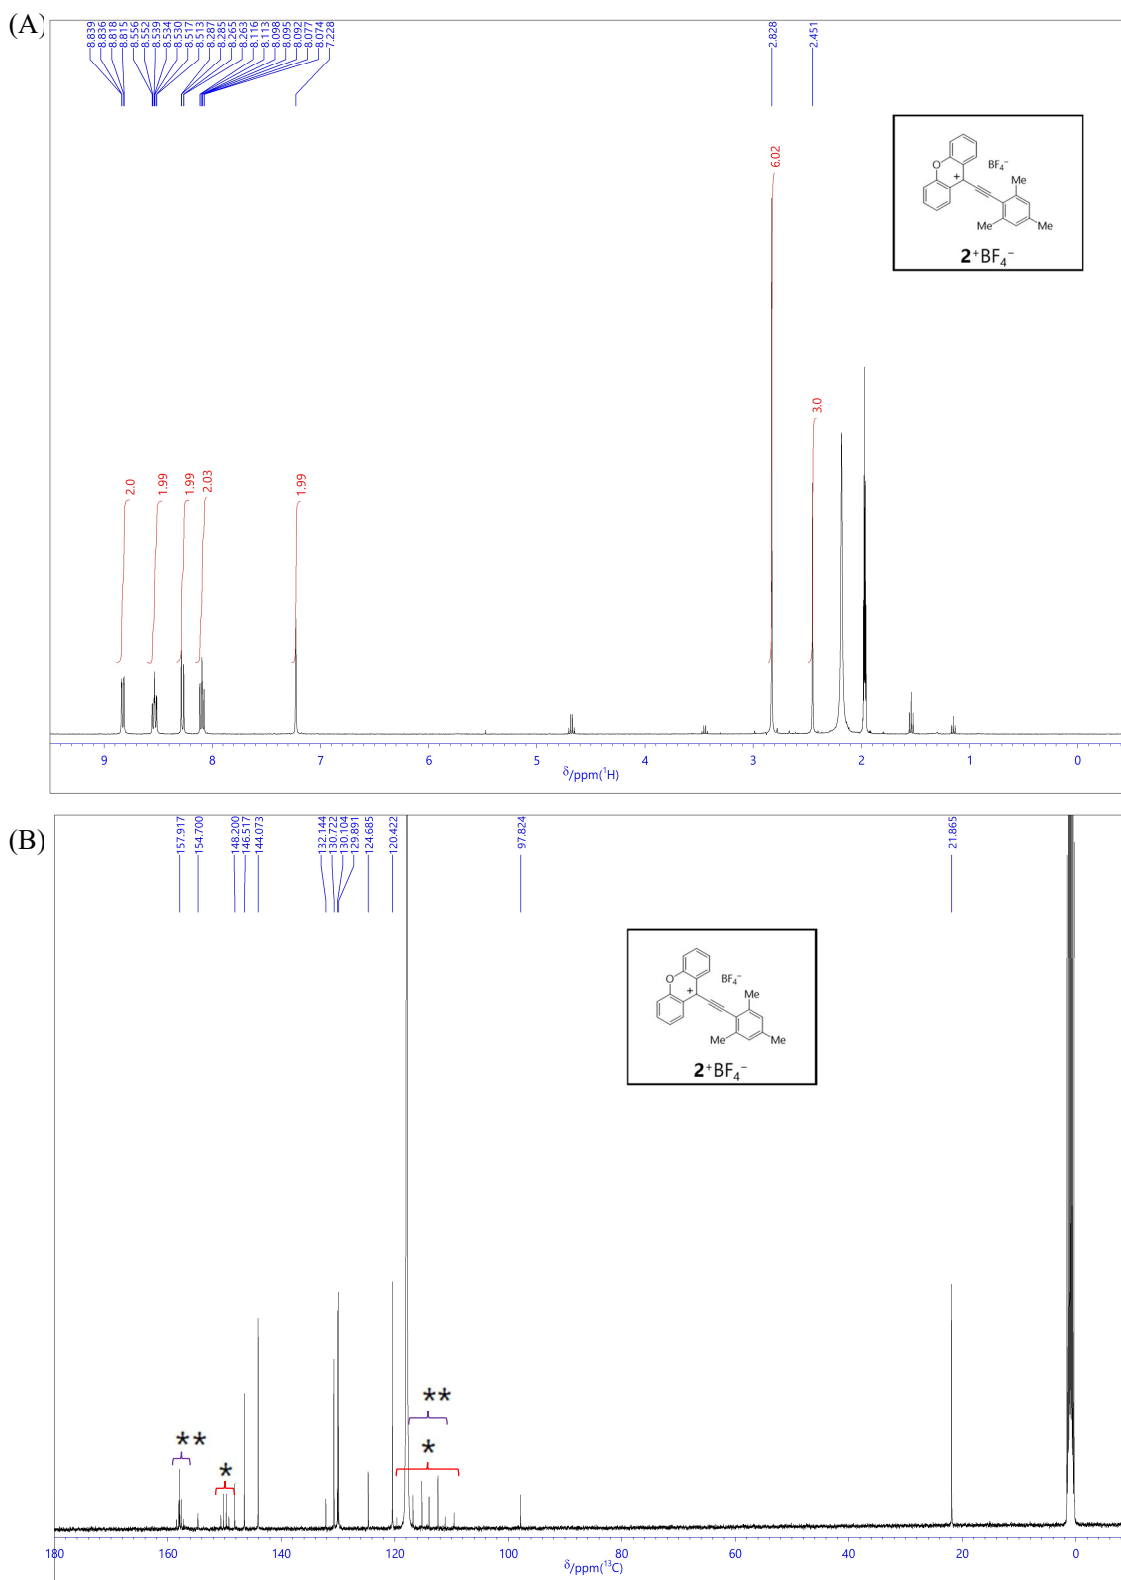 (A)
8.839
8.836
8.818
8.815
8.556
8.552
8.539
8.534
8.530
8.517
8.513
8.287
8.285
8.265
8.263
8.116
8.113
8.098
8.095
8.092
8.077
8.074
7.228
2.828
2.451
6.02
O
+
BF₄⁻
Me
Me
Me
2⁺BF₄⁻
3.0
2.0
1.99
1.99
2.03
1.99
9 8 7 6 5 4 3 2 1 0
δ/ppm(¹H)
(B)
157.917
154.700
148.200
146.517
144.073
132.144
130.722
130.104
129.891
124.685
120.422
97.824
21.865
O
+
BF₄⁻
Me
Me
Me
2⁺BF₄⁻
**
**
*
*
180 160 140 120 100 80 60 40 20 0
δ/ppm(¹³C)